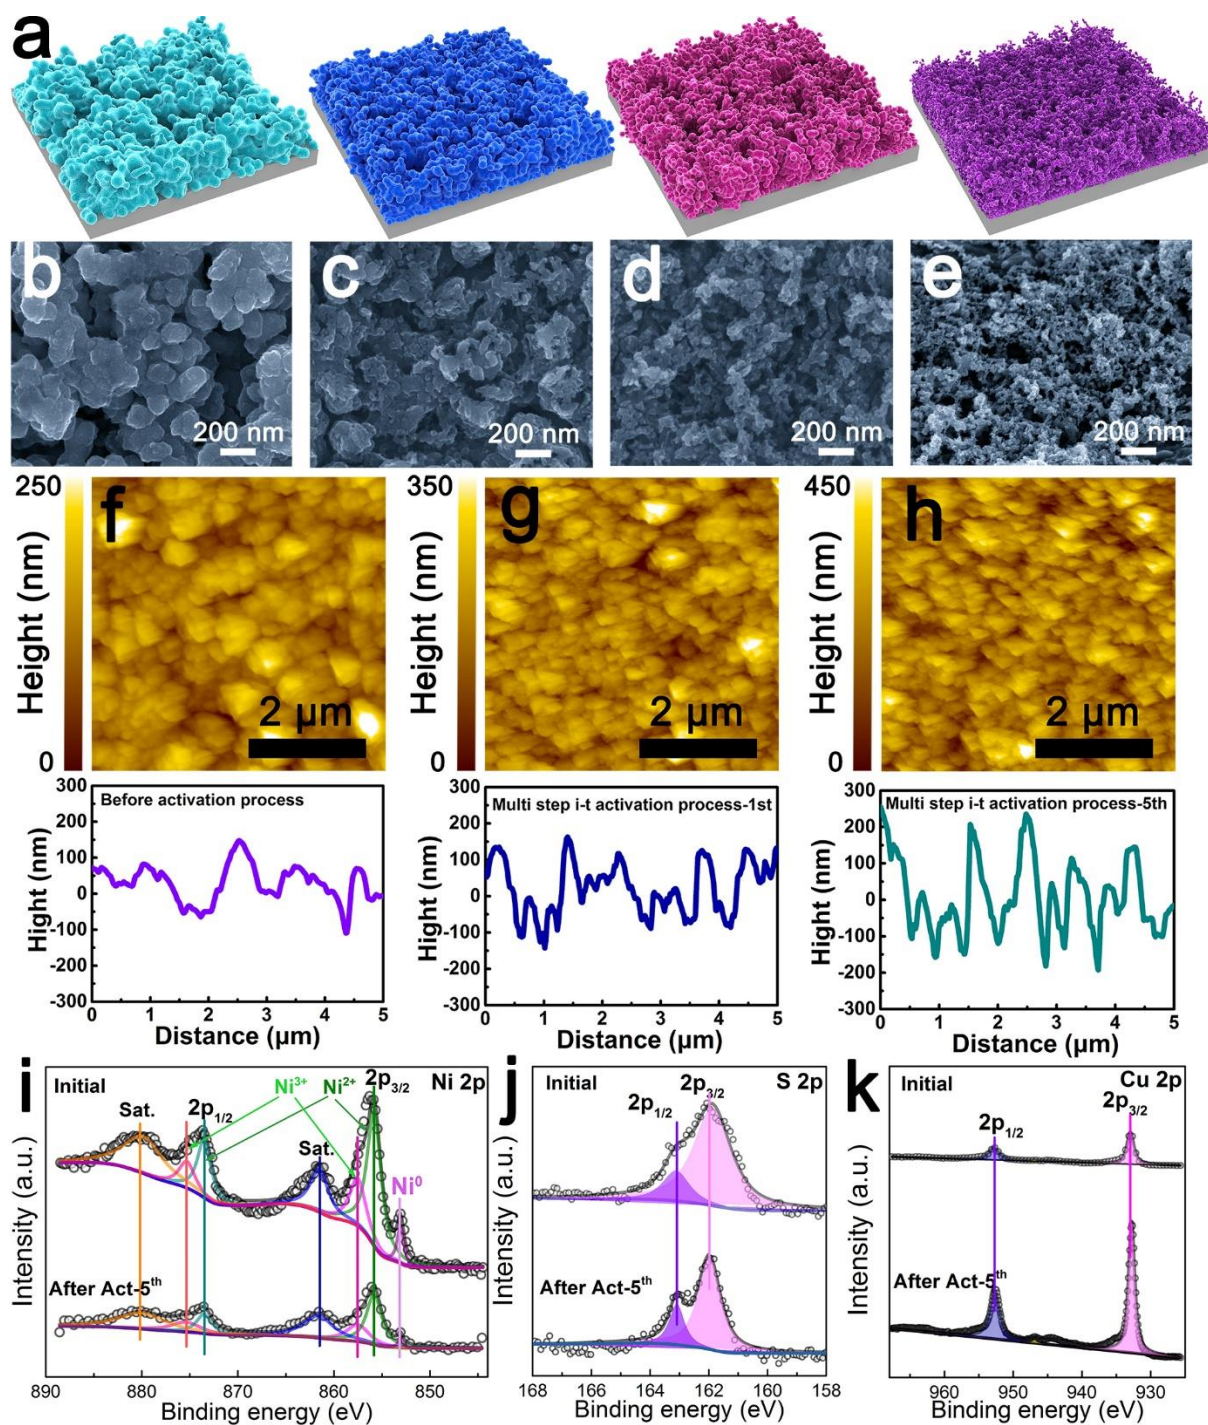 a
b
c
d
e
200 nm
200 nm
200 nm
200 nm
250
Height (nm)
0
f
2 µm
350
Height (nm)
0
g
2 µm
450
Height (nm)
0
h
2 µm
Before activation process
Hight (nm)
300
200
100
0
-100
-200
-300
0 1 2 3 4 5
Distance (µm)
Multi step i-t activation process-1st
Hight (nm)
300
200
100
0
-100
-200
-300
0 1 2 3 4 5
Distance (µm)
Multi step i-t activation process-5th
Hight (nm)
300
200
100
0
-100
-200
-300
0 1 2 3 4 5
Distance (µm)
i
Initial
Ni³⁺
Ni²⁺
2p3/2
Ni 2p
Sat.
2p1/2
Sat.
Ni⁰
After Act-5th
Intensity (a.u.)
890 880 870 860 850
Binding energy (eV)
j
Initial
S 2p
2p3/2
2p1/2
After Act-5th
Intensity (a.u.)
168 166 164 162 160 158
Binding energy (eV)
k
Initial
Cu 2p
2p3/2
2p1/2
After Act-5th
Intensity (a.u.)
960 950 940 930
Binding energy (eV)